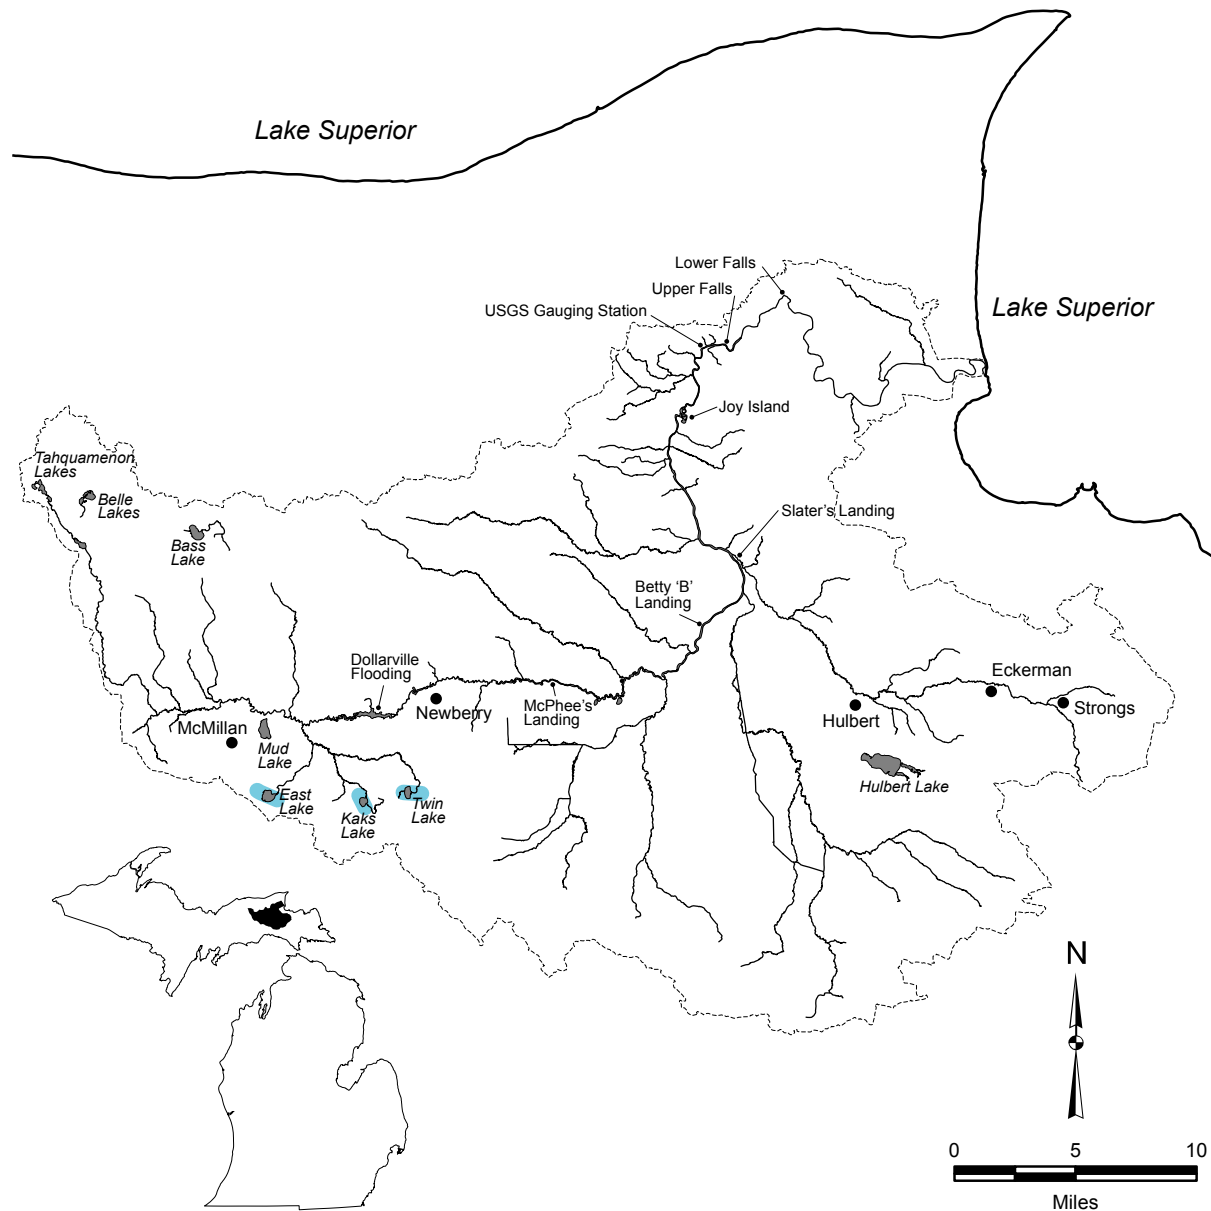 Lake Superior
Lower Falls
Upper Falls
USGS Gauging Station
Lake Superior
Joy Island
Tahquamenon
Lakes
Belle
Lakes
Bass
Lake
Slater's Landing
Betty ‘B’
Landing
Dollarville
Flooding
Newberry
McPhee's
Landing
Eckerman
Strongs
Hulbert
Hulbert Lake
McMillan
Mud
Lake
East
Lake
Kaks
Lake
Twin
Lake
N
0 5 10
Miles